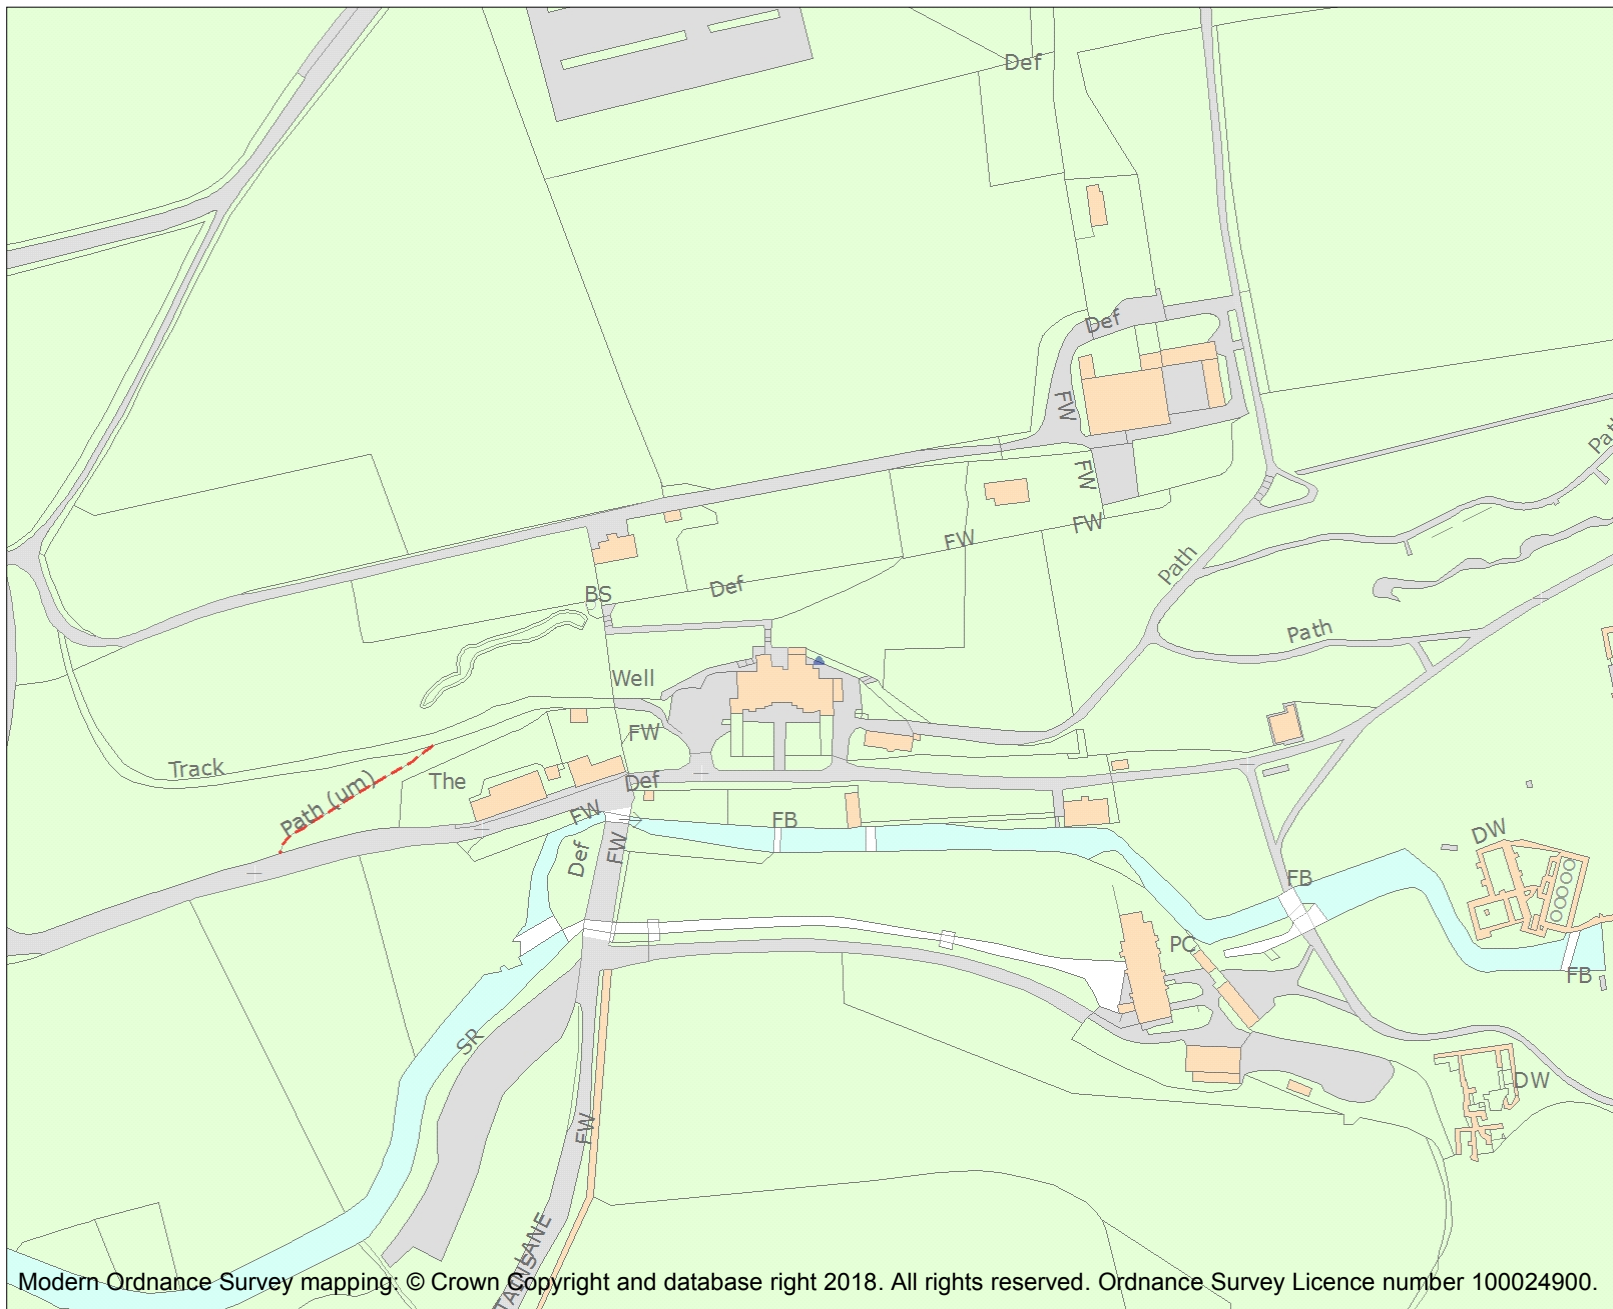 Def
Def
FW
Path
FW
FW
FW
Path
BS
Def
Path
Well
FW
Track
The
Def
Path (um)
FW
FB
DW
Def
FW
FB
PC
FB
SR
DW
FW
LANE
Modern Ordnance Survey mapping: © Crown Copyright and database right 2018. All rights reserved. Ordnance Survey Licence number 100024900.